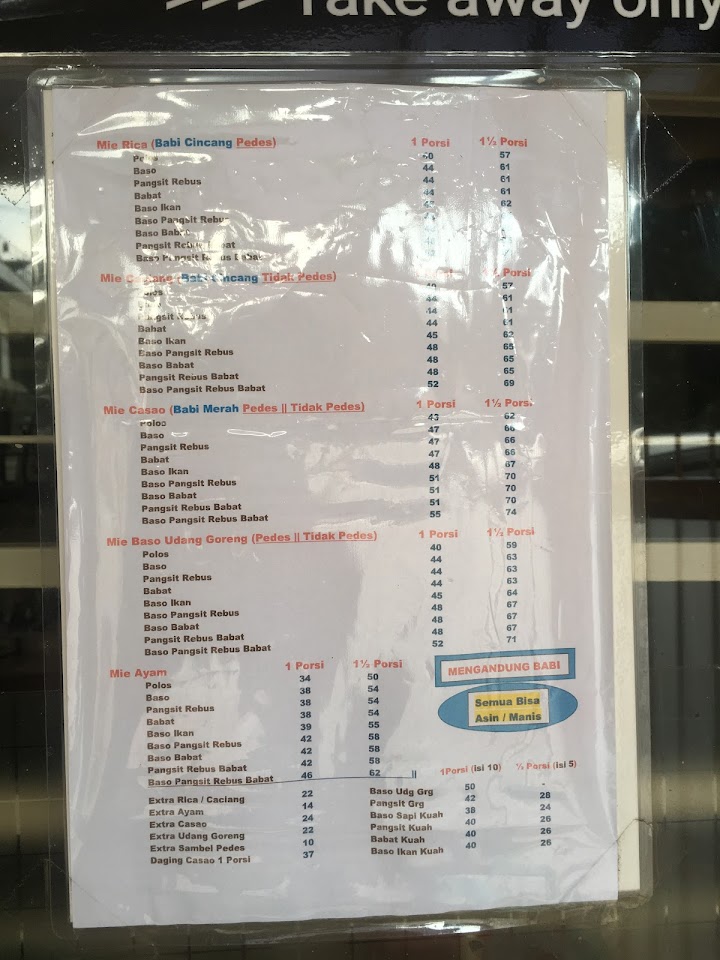 >>> Take away only
Mie Rica (Babi Cincang Pedes) 1 Porsi 1½ Porsi
Polos 40 57
Baso 44 61
Pangsit Rebus 44 61
Babat 44 61
Baso Ikan 62
Baso Pangsit Rebus
Baso Babat
Pangsit Rebus Babat
Baso Pangsit Rebus Babat
Mie (Babi Cincang Tidak Pedes) Porsi
Polos 40 57
44 61
Pangsit Rebus 44 61
Babat 44 61
Baso Ikan 45 62
Baso Pangsit Rebus 48 65
Baso Babat 48 65
Pangsit Rebus Babat 48 65
Baso Pangsit Rebus Babat 52 69
Mie Casao (Babi Merah Pedes || Tidak Pedes) 1 Porsi 1½ Porsi
Polos 43 62
Baso 47 66
Pangsit Rebus 47 66
Babat 47 66
Baso Ikan 48 67
Baso Pangsit Rebus 51 70
Baso Babat 51 70
Pangsit Rebus Babat 51 70
Baso Pangsit Rebus Babat 55 74
Mie Baso Udang Goreng (Pedes || Tidak Pedes) 1 Porsi 1½ Porsi
Polos 40 59
Baso 44 63
Pangsit Rebus 44 63
Babat 44 63
Baso Ikan 45 64
Baso Pangsit Rebus 48 67
Baso Babat 48 67
Pangsit Rebus Babat 48 67
Baso Pangsit Rebus Babat 52 71
Mie Ayam 1 Porsi 1½ Porsi
Polos 34 50
Baso 38 54
Pangsit Rebus 38 54
Babat 38 54
Baso Ikan 39 55
Baso Pangsit Rebus 42 58
Baso Babat 42 58
Pangsit Rebus Babat 42 58
Baso Pangsit Rebus Babat 46 62
MENGANDUNG BABI
Semua Bisa
Asin / Manis
Extra Rica / Caciang 22
Extra Ayam 14
Extra Casao 24
Extra Udang Goreng 22
Extra Sambel Pedes 10
Daging Casao 1 Porsi 37
1Porsi (isi 10) ½ Porsi (isi 5)
Baso Udg Grg 50 -
Pangsit Grg 42 28
Baso Sapi Kuah 38 24
Pangsit Kuah 40 26
Babat Kuah 40 26
Baso Ikan Kuah 40 26